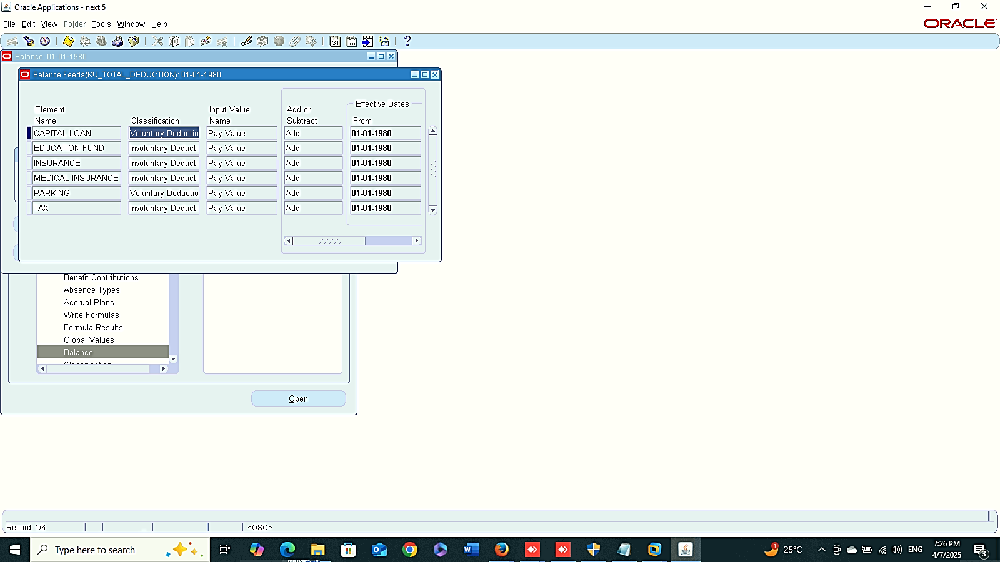 Oracle Applications - next 5
File Edit View Folder Tools Window Help
ORACLE
Balance: 01-01-1980
Balance Feeds(KU_TOTAL_DEDUCTION): 01-01-1980
Effective Dates
Element Input Value Add or
Name Classification Name Subtract From
CAPITAL LOAN Voluntary Deductio Pay Value Add 01-01-1980
EDUCATION FUND Involuntary Deducti Pay Value Add 01-01-1980
INSURANCE Involuntary Deducti Pay Value Add 01-01-1980
MEDICAL INSURANCE Involuntary Deducti Pay Value Add 01-01-1980
PARKING Voluntary Deductio Pay Value Add 01-01-1980
TAX Involuntary Deducti Pay Value Add 01-01-1980
Benefit Contributions
Absence Types
Accrual Plans
Write Formulas
Formula Results
Global Values
Balance
Classification
Open
Record: 1/6 ... <OSC>
Type here to search 25°C ENG 7:26 PM
4/7/2025
3